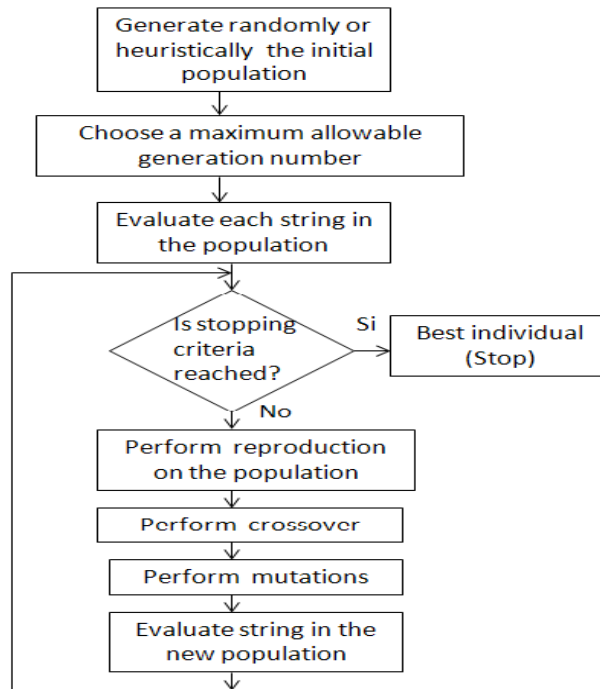 Generate randomly or
heuristically the initial
population
Choose a maximum allowable
generation number
Evaluate each string in
the population
Is stopping
criteria
reached?
Si
Best individual
(Stop)
No
Perform reproduction
on the population
Perform crossover
Perform mutations
Evaluate string in the
new population